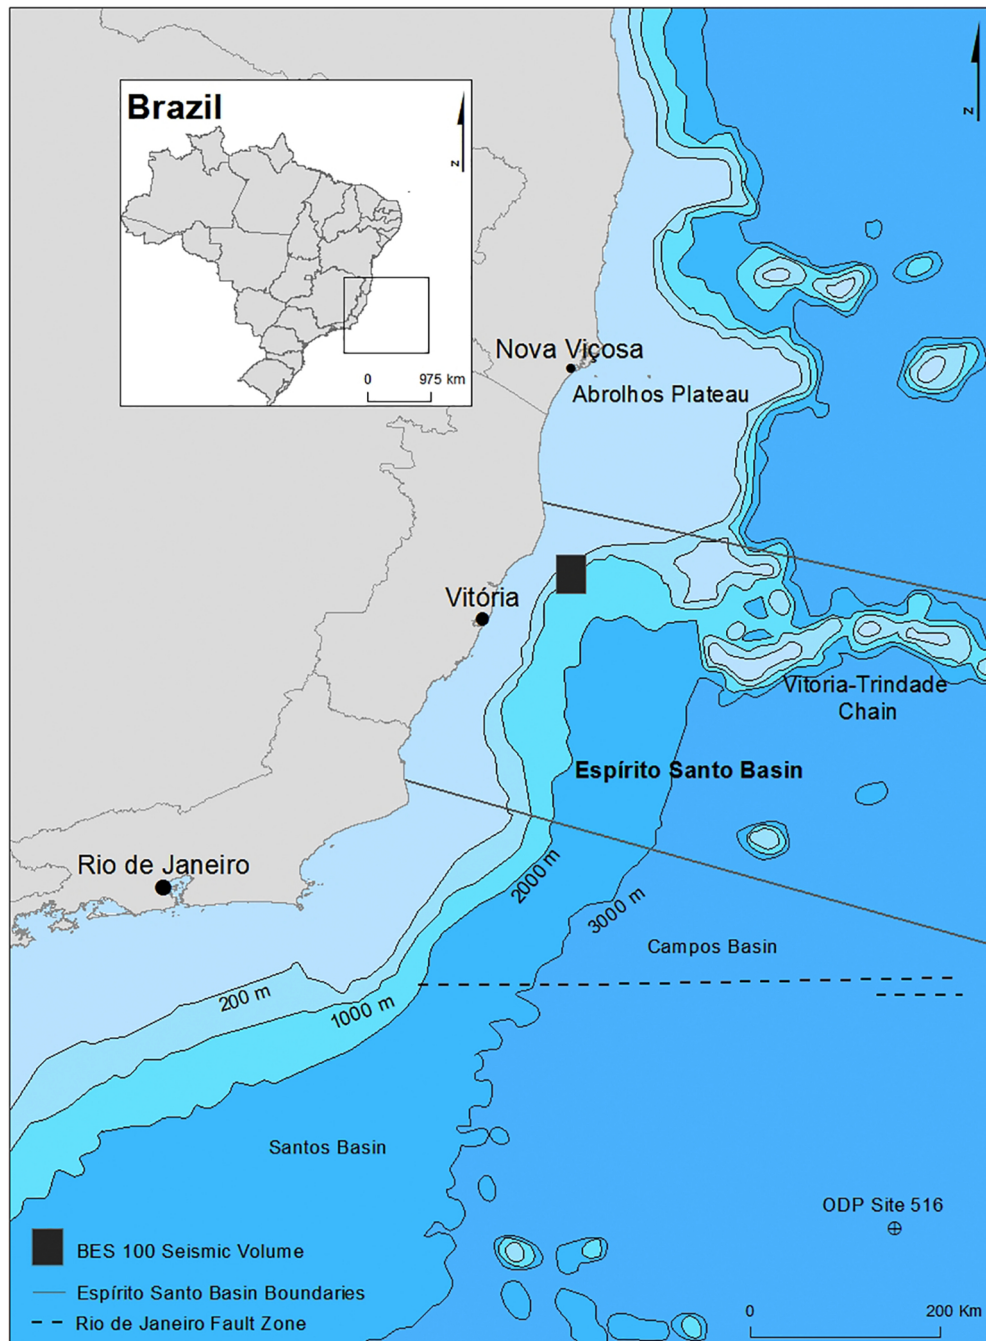 N
Brazil
N
0 975 km
Nova Viçosa
Abrolhos Plateau
Vitória
Vitoria-Trindade
Chain
Espírito Santo Basin
Rio de Janeiro
2000 m
3000 m
Campos Basin
200 m
1000 m
Santos Basin
ODP Site 516
BES 100 Seismic Volume
Espírito Santo Basin Boundaries
Rio de Janeiro Fault Zone
0 200 Km